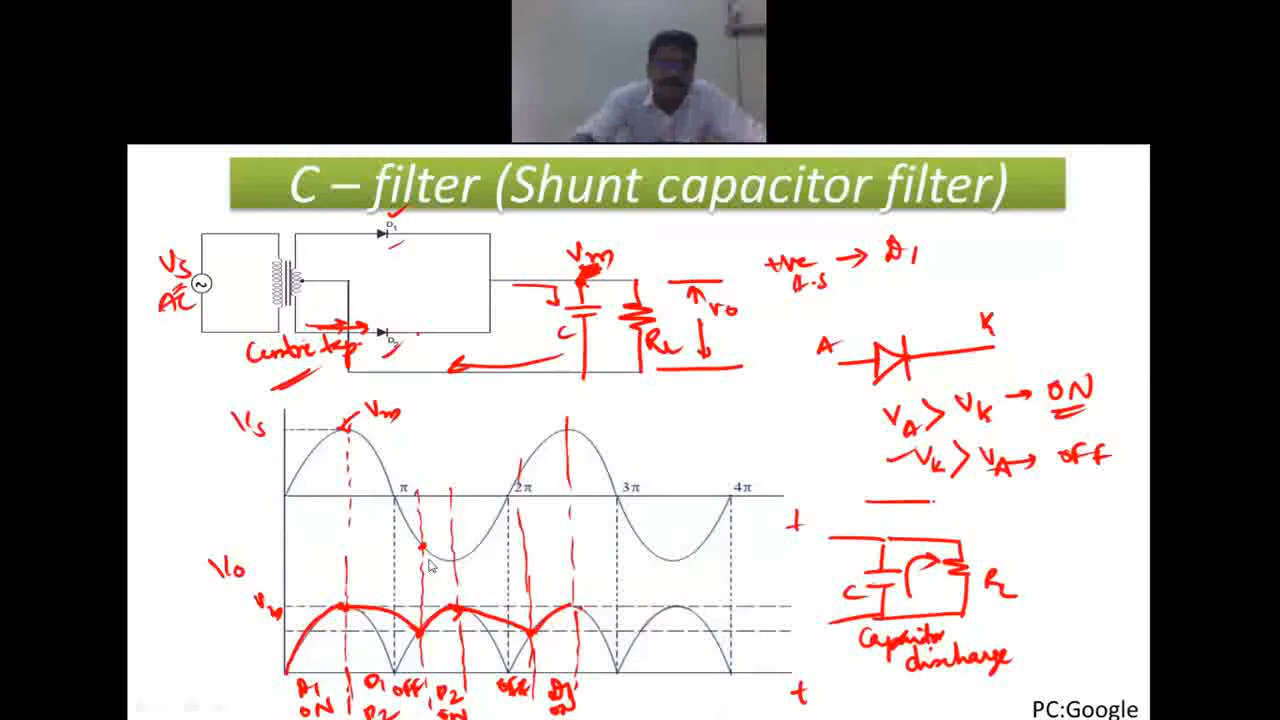 C – filter (Shunt capacitor filter)
D1
Vs
AC
Vm
C
RL
Vo
Centre tap
D2
+ve → D1
A K
VA > VK → ON
VK > VA → OFF
Vs Vm
π 2π 3π 4π
t
C RL
Capacitor
discharge
Vo
Vm
t
D1 D1 OFF D2 OFF D1
ON D2 ON ON
PC:Google